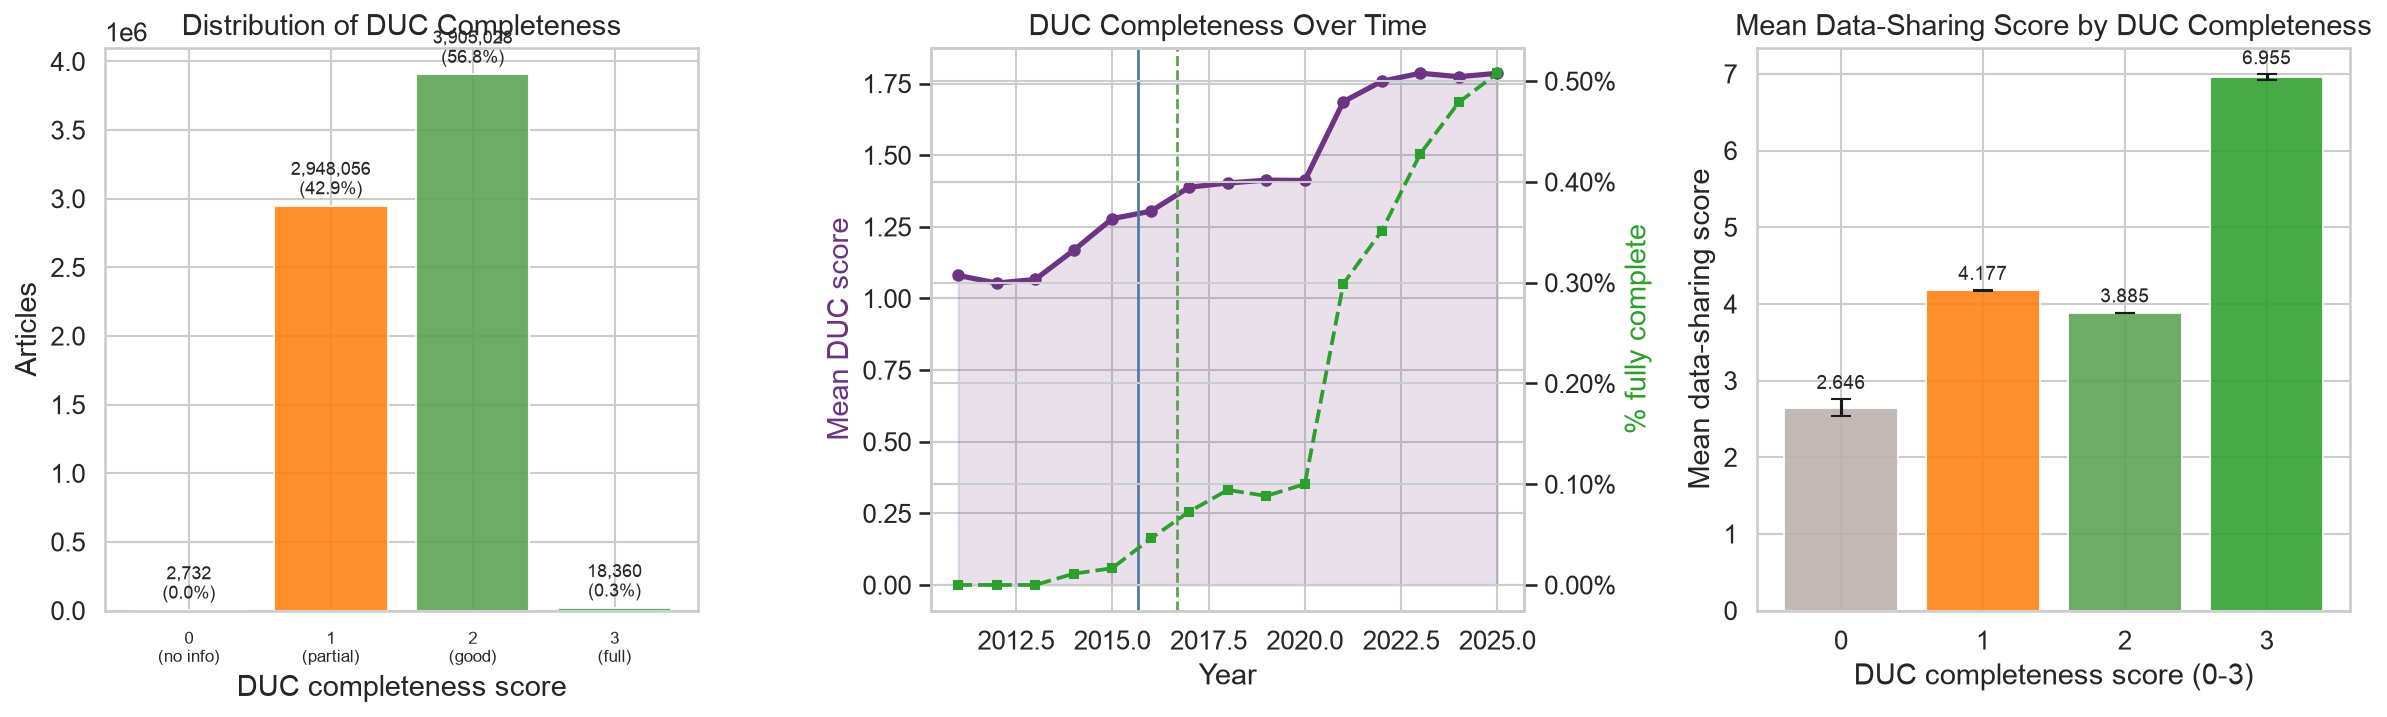 Distribution of DUC Completeness
1e6
4.0
3.5
3.0
2.5
2.0
1.5
1.0
0.5
0.0
Articles
2,732
(0.0%)
2,948,056
(42.9%)
3,905,028
(56.8%)
18,360
(0.3%)
0
(no info)
1
(partial)
2
(good)
3
(full)
DUC completeness score
DUC Completeness Over Time
1.75
1.50
1.25
1.00
0.75
0.50
0.25
0.00
Mean DUC score
0.50%
0.40%
0.30%
0.20%
0.10%
0.00%
% fully complete
2012.5 2015.0 2017.5 2020.0 2022.5 2025.0
Year
Mean Data-Sharing Score by DUC Completeness
7
6
5
4
3
2
1
0
Mean data-sharing score
2.646
4.177
3.885
6.955
0 1 2 3
DUC completeness score (0-3)